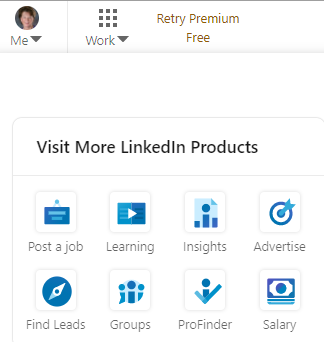 Me
Work
Retry Premium
Free
Visit More LinkedIn Products
Post a job
Learning
Insights
Advertise
Find Leads
Groups
ProFinder
Salary